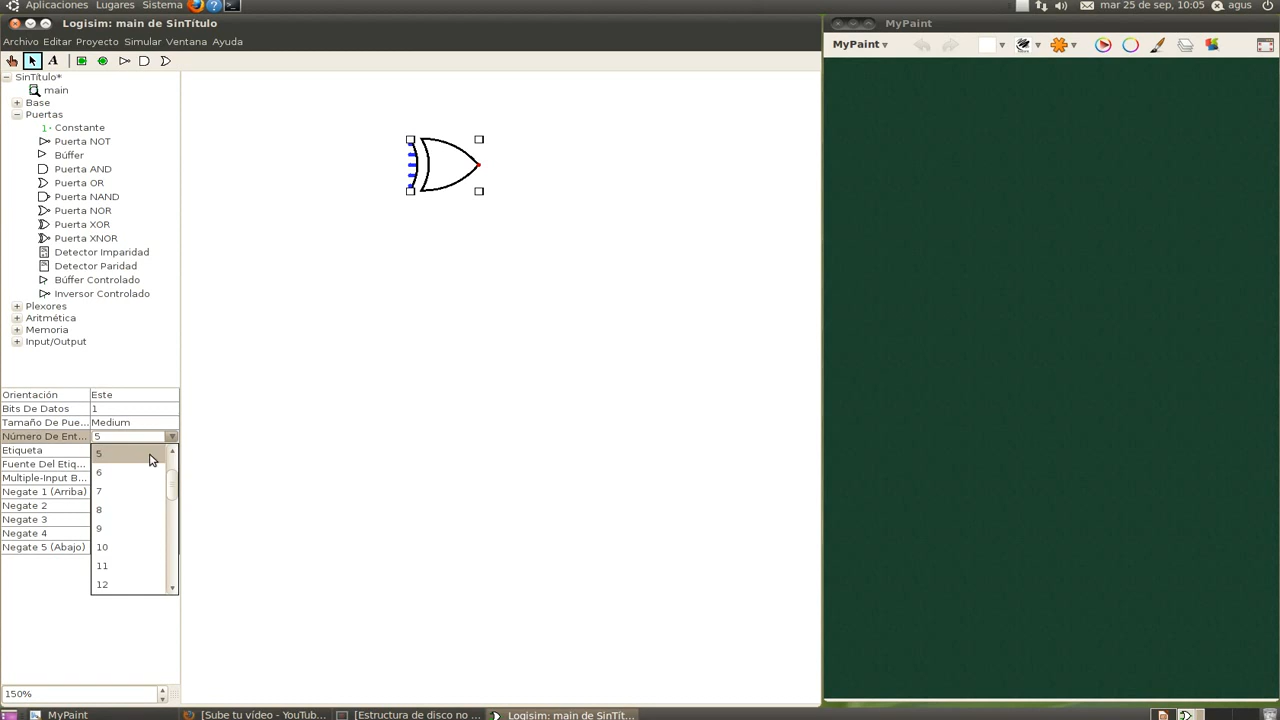 Aplicaciones Lugares Sistema ? mar 25 de sep, 10:05 agus
Logisim: main de SinTítulo
MyPaint
Archivo Editar Proyecto Simular Ventana Ayuda
MyPaint
A
SinTítulo*
main
Base
Puertas
1 Constante
Puerta NOT
Búffer
Puerta AND
Puerta OR
Puerta NAND
Puerta NOR
Puerta XOR
Puerta XNOR
Detector Imparidad
Detector Paridad
Búffer Controlado
Inversor Controlado
Plexores
Aritmética
Memoria
Input/Output
Orientación Este
Bits De Datos 1
Tamaño De Pue... Medium
Número De Ent... 5
Etiqueta
Fuente Del Etiq...
Multiple-Input B...
Negate 1 (Arriba)
Negate 2
Negate 3
Negate 4
Negate 5 (Abajo)
5
6
7
8
9
10
11
12
150%
MyPaint [Sube tu vídeo - YouTub... [Estructura de disco no ... Logisim: main de SinTít...